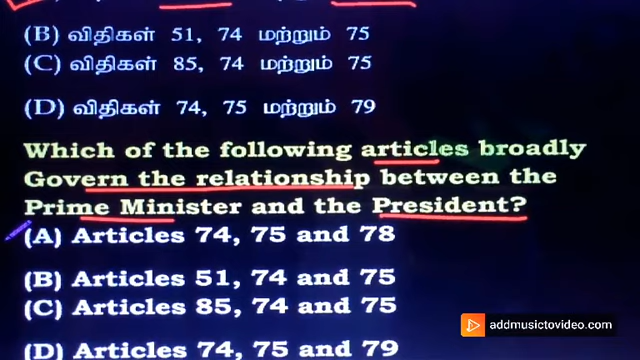 (B) விதிகள் 51, 74 மற்றும் 75
(C) விதிகள் 85, 74 மற்றும் 75
(D) விதிகள் 74, 75 மற்றும் 79
Which of the following articles broadly
Govern the relationship between the
Prime Minister and the President?
(A) Articles 74, 75 and 78
(B) Articles 51, 74 and 75
(C) Articles 85, 74 and 75
(D) Articles 74, 75 and 79
addmusictovideo.com